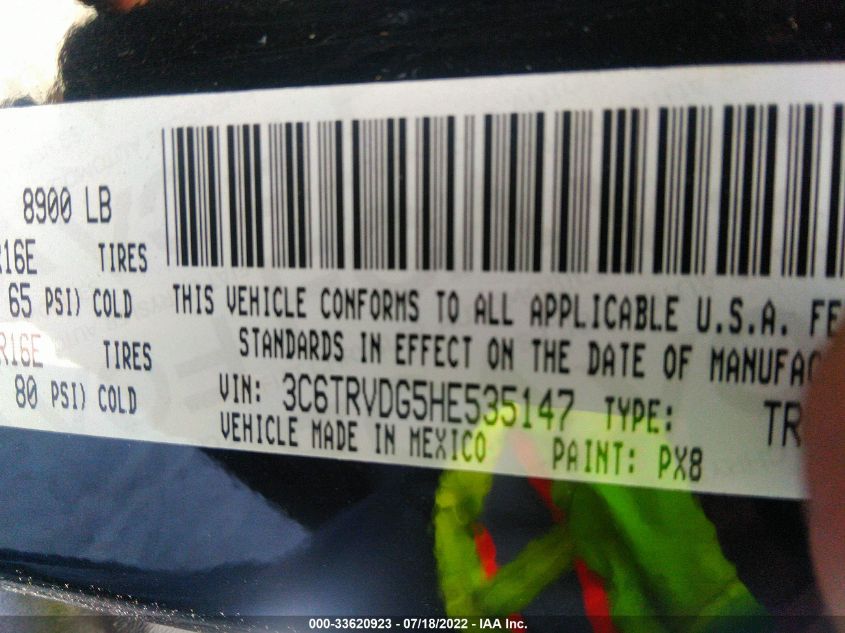 8900 LB
R16E TIRES
65 PSI) COLD
R16E TIRES
80 PSI) COLD
THIS VEHICLE CONFORMS TO ALL APPLICABLE U.S.A. FE
STANDARDS IN EFFECT ON THE DATE OF MANUFAC
VIN: 3C6TRVDG5HE535147 TYPE: TR
VEHICLE MADE IN MEXICO PAINT: PX8
000-33620923 - 07/18/2022 - IAA Inc.